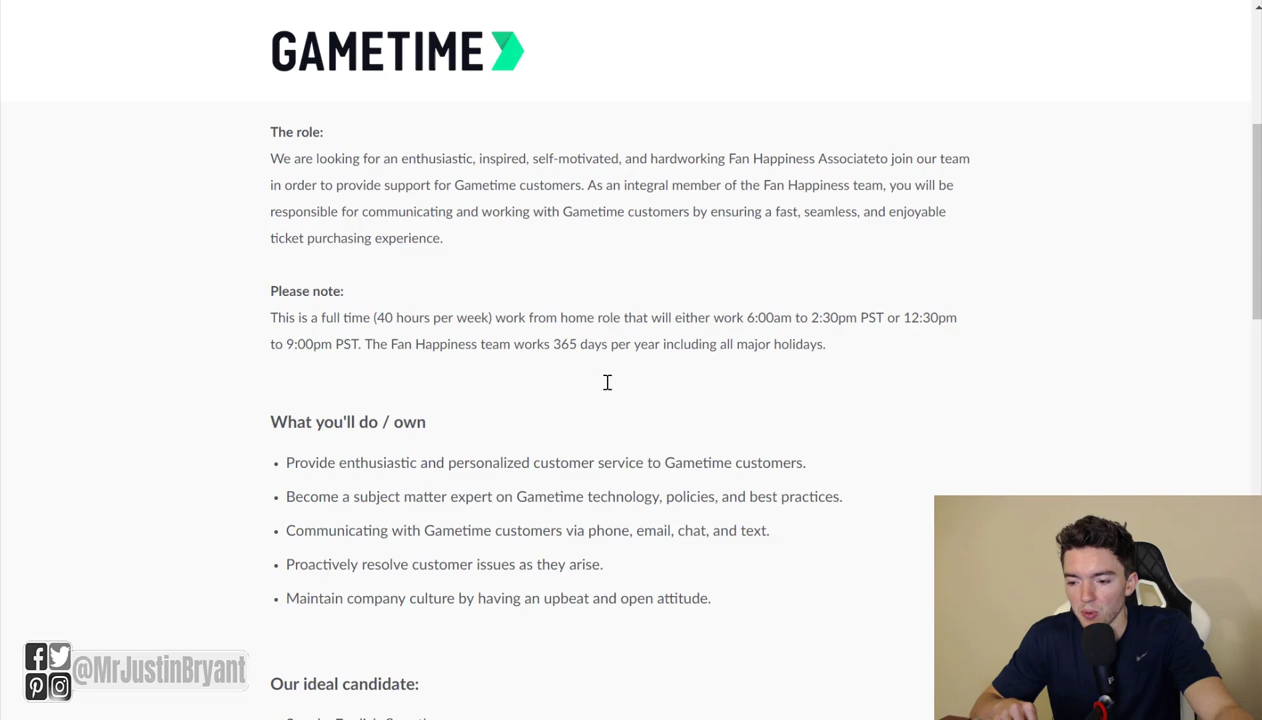 GAMETIME
The role:
We are looking for an enthusiastic, inspired, self-motivated, and hardworking Fan Happiness Associateto join our team
in order to provide support for Gametime customers. As an integral member of the Fan Happiness team, you will be
responsible for communicating and working with Gametime customers by ensuring a fast, seamless, and enjoyable
ticket purchasing experience.
Please note:
This is a full time (40 hours per week) work from home role that will either work 6:00am to 2:30pm PST or 12:30pm
to 9:00pm PST. The Fan Happiness team works 365 days per year including all major holidays.
What you'll do / own
• Provide enthusiastic and personalized customer service to Gametime customers.
• Become a subject matter expert on Gametime technology, policies, and best practices.
• Communicating with Gametime customers via phone, email, chat, and text.
• Proactively resolve customer issues as they arise.
• Maintain company culture by having an upbeat and open attitude.
@MrJustinBryant
Our ideal candidate: